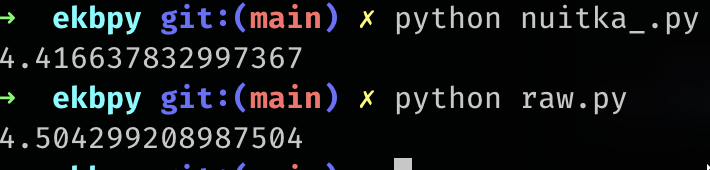 → ekbpy git:(main) ✗ python nuitka_.py
4.416637832997367
→ ekbpy git:(main) ✗ python raw.py
4.504299208987504